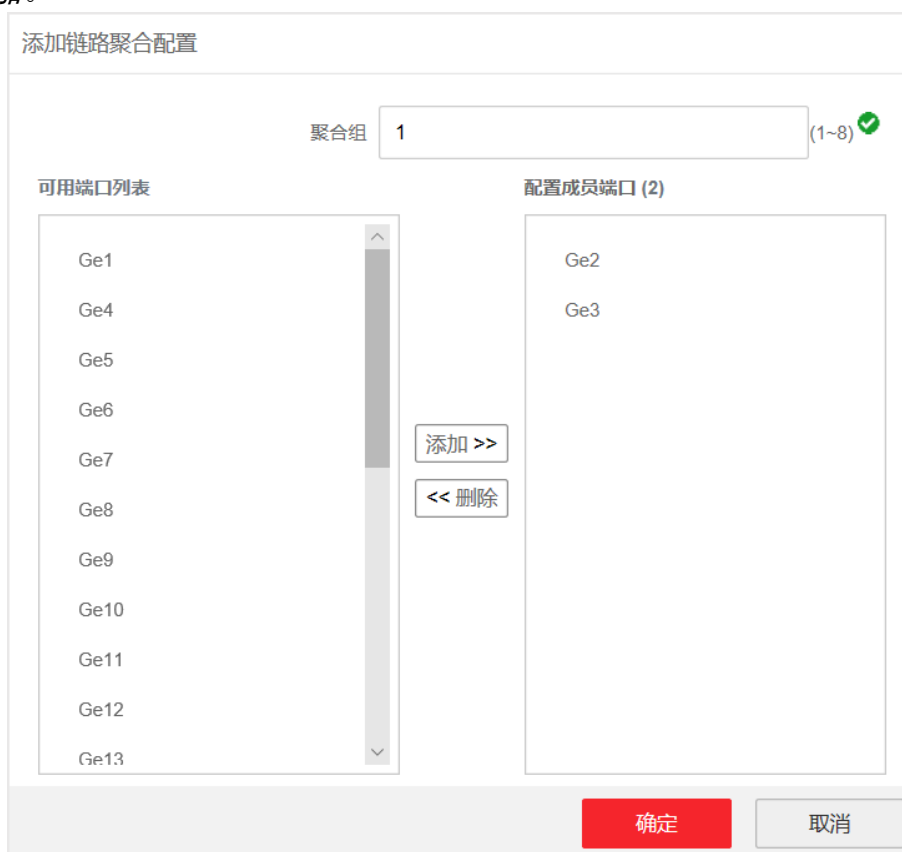 添加链路聚合配置
聚合组 1 (1~8)
可用端口列表 配置成员端口 (2)
Ge1 Ge2
Ge4 Ge3
Ge5
Ge6
Ge7
添加 >>
Ge8
<< 删除
Ge9
Ge10
Ge11
Ge12
Ge13
确定 取消